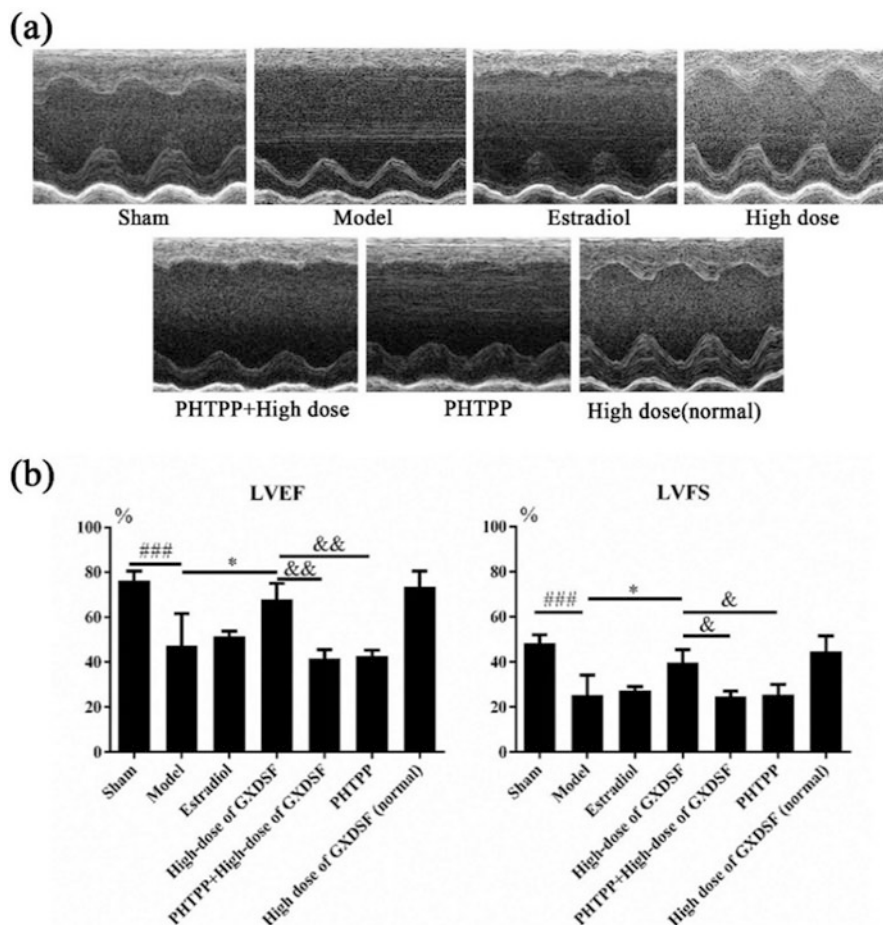 (a)
Sham Model Estradiol High dose
PHTPP+High dose PHTPP High dose(normal)
(b)
LVEF
%
100
80
60
40
20
0
###
*
&&
&&
Sham
Model
Estradiol
High-dose of GXDSF
PHTPP+High-dose of GXDSF
PHTPP
High dose of GXDSF (normal)
LVFS
%
100
80
60
40
20
0
###
*
&
&
Sham
Model
Estradiol
High-dose of GXDSF
PHTPP+High-dose of GXDSF
PHTPP
High dose of GXDSF (normal)